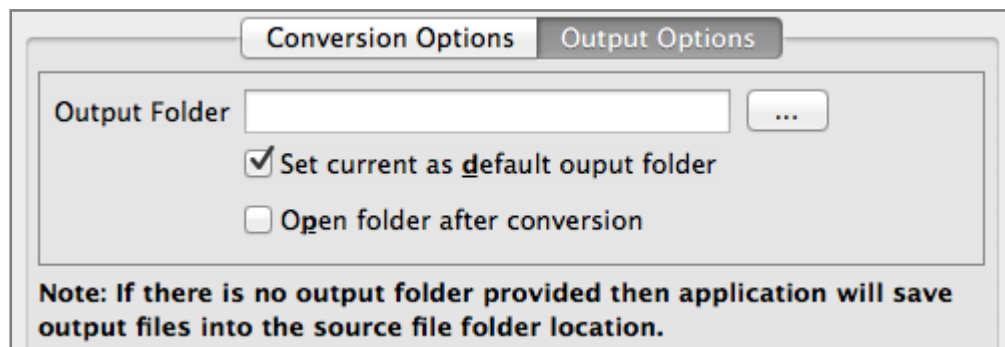 Conversion Options Output Options
Output Folder ...
Set current as default ouput folder
Open folder after conversion
Note: If there is no output folder provided then application will save
output files into the source file folder location.